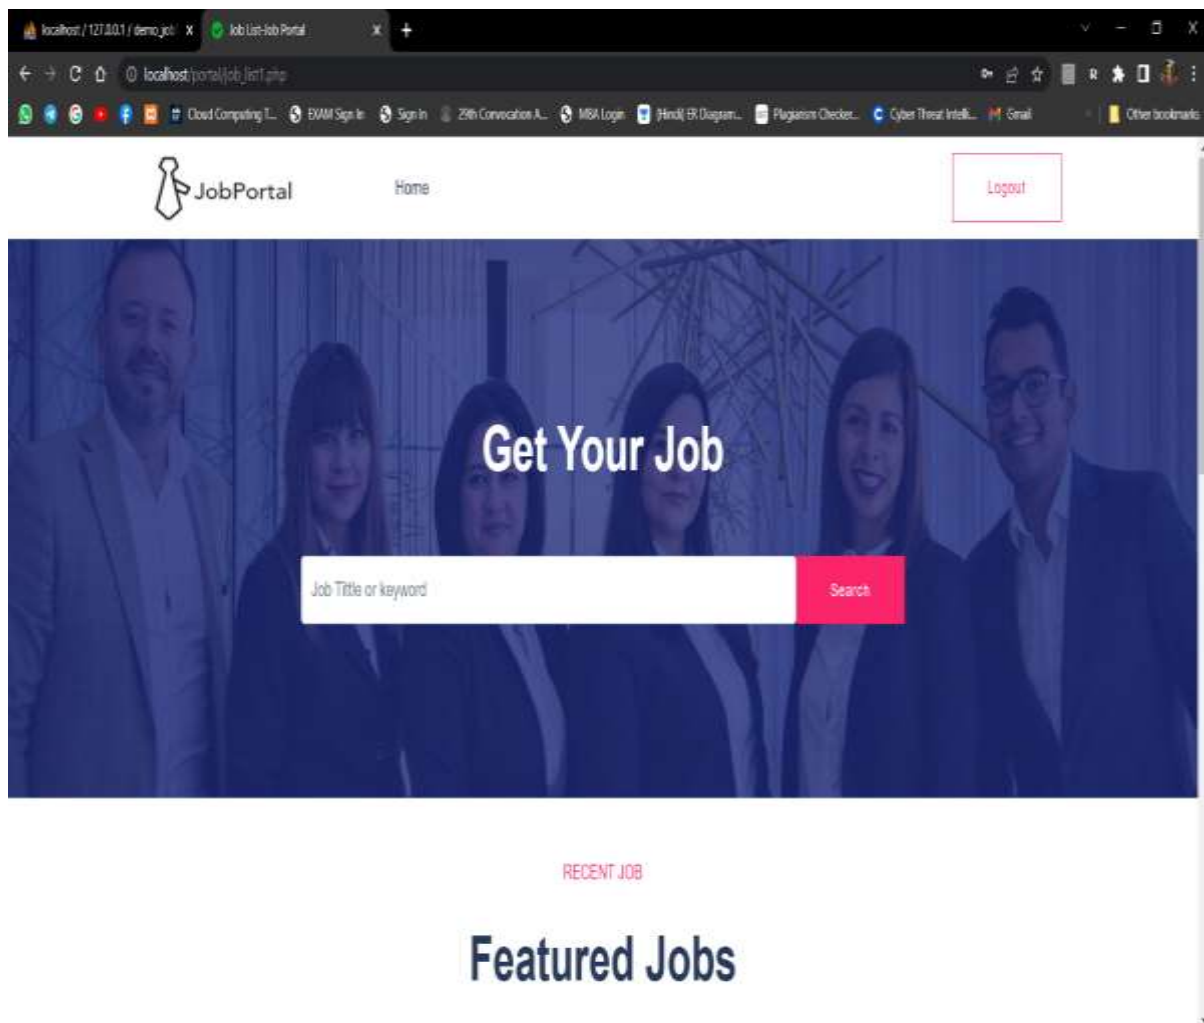 localhost / 127.0.0.1 / demo_job
Job List-Job Portal
localhost/portal/job_list1.php
Cloud Computing T...
EXAM Sign In
Sign In
29th Convocation A...
MBA Login
(Hindi) ER Diagram...
Plagiarism Checker...
Cyber Threat Intelli...
Gmail
Other bookmarks
JobPortal
Home
Logout
Get Your Job
Job Tittle or keyword
Search
RECENT JOB
Featured Jobs